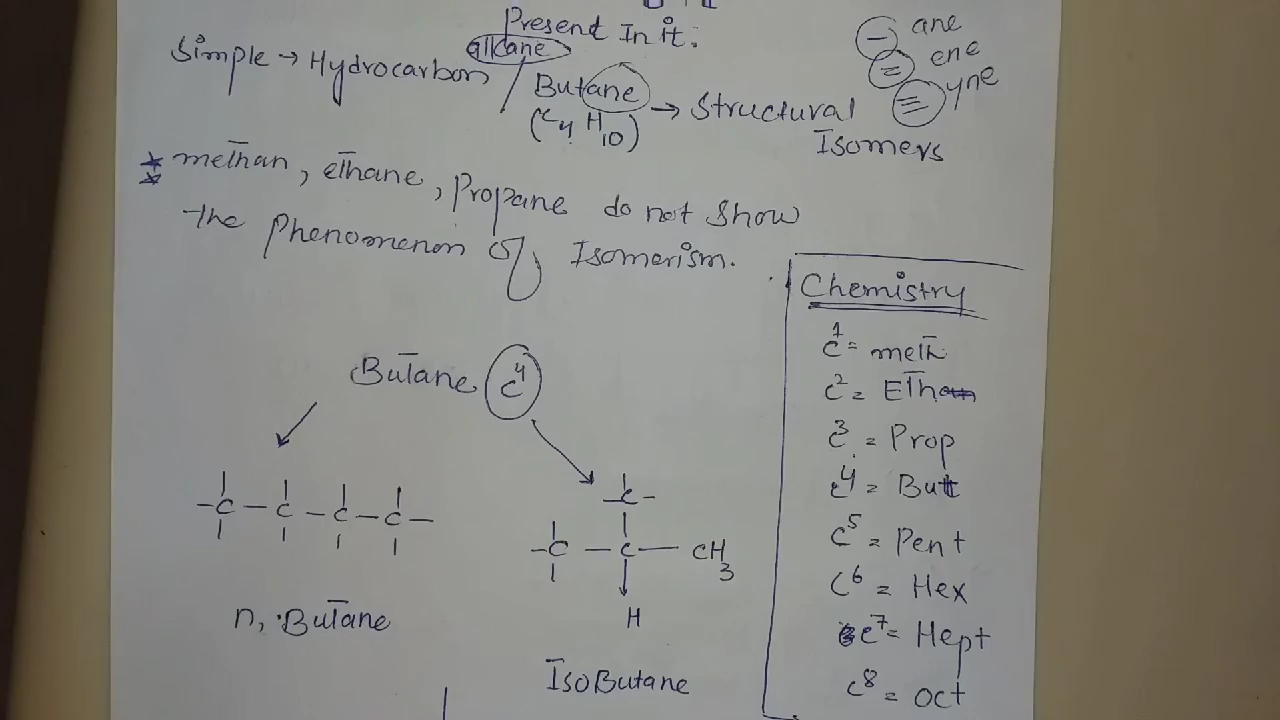 Present In it:
Simple → Hydrocarbon / alkane
Butane → Structural Isomers
(C4 H10)
- ane
= ene
≡ yne
methan, ethane, Propane do not show
the Phenomenon of Isomerism.
Butane C4
-C-C-C-C-
n, Butane
-C-
-C-C-CH3
H
IsoButane
Chemistry
C1 = meth
C2 = Eth
C3 = Prop
C4 = But
C5 = Pent
C6 = Hex
C7 = Hept
C8 = Oct